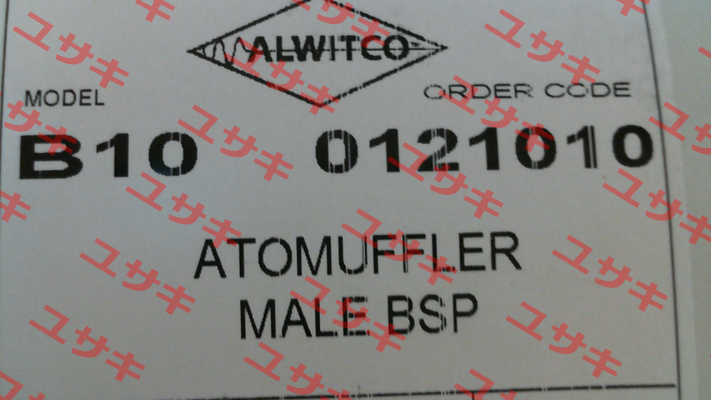 ALWITCO
MODEL ORDER CODE
B10 0121010
ATOMUFFLER
MALE BSP
ユサキ